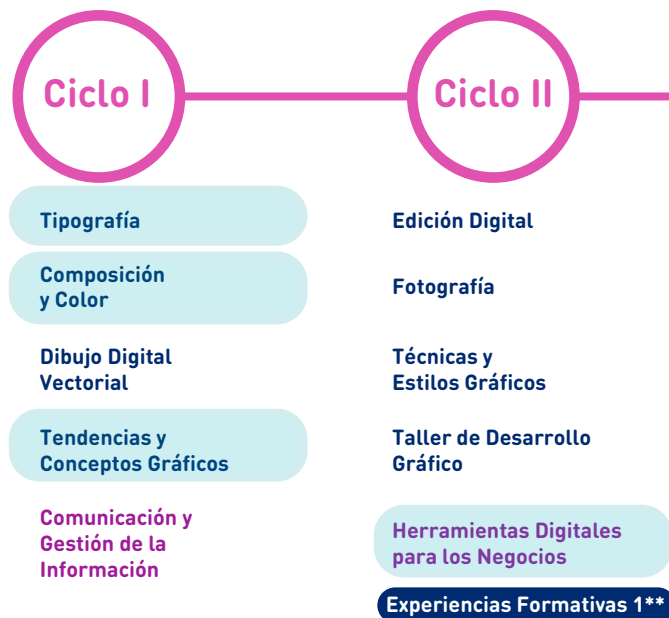 Ciclo I
Tipografía
Composición
y Color
Dibujo Digital
Vectorial
Tendencias y
Conceptos Gráficos
Comunicación y
Gestión de la
Información
Ciclo II
Edición Digital
Fotografía
Técnicas y
Estilos Gráficos
Taller de Desarrollo
Gráfico
Herramientas Digitales
para los Negocios
Experiencias Formativas 1**